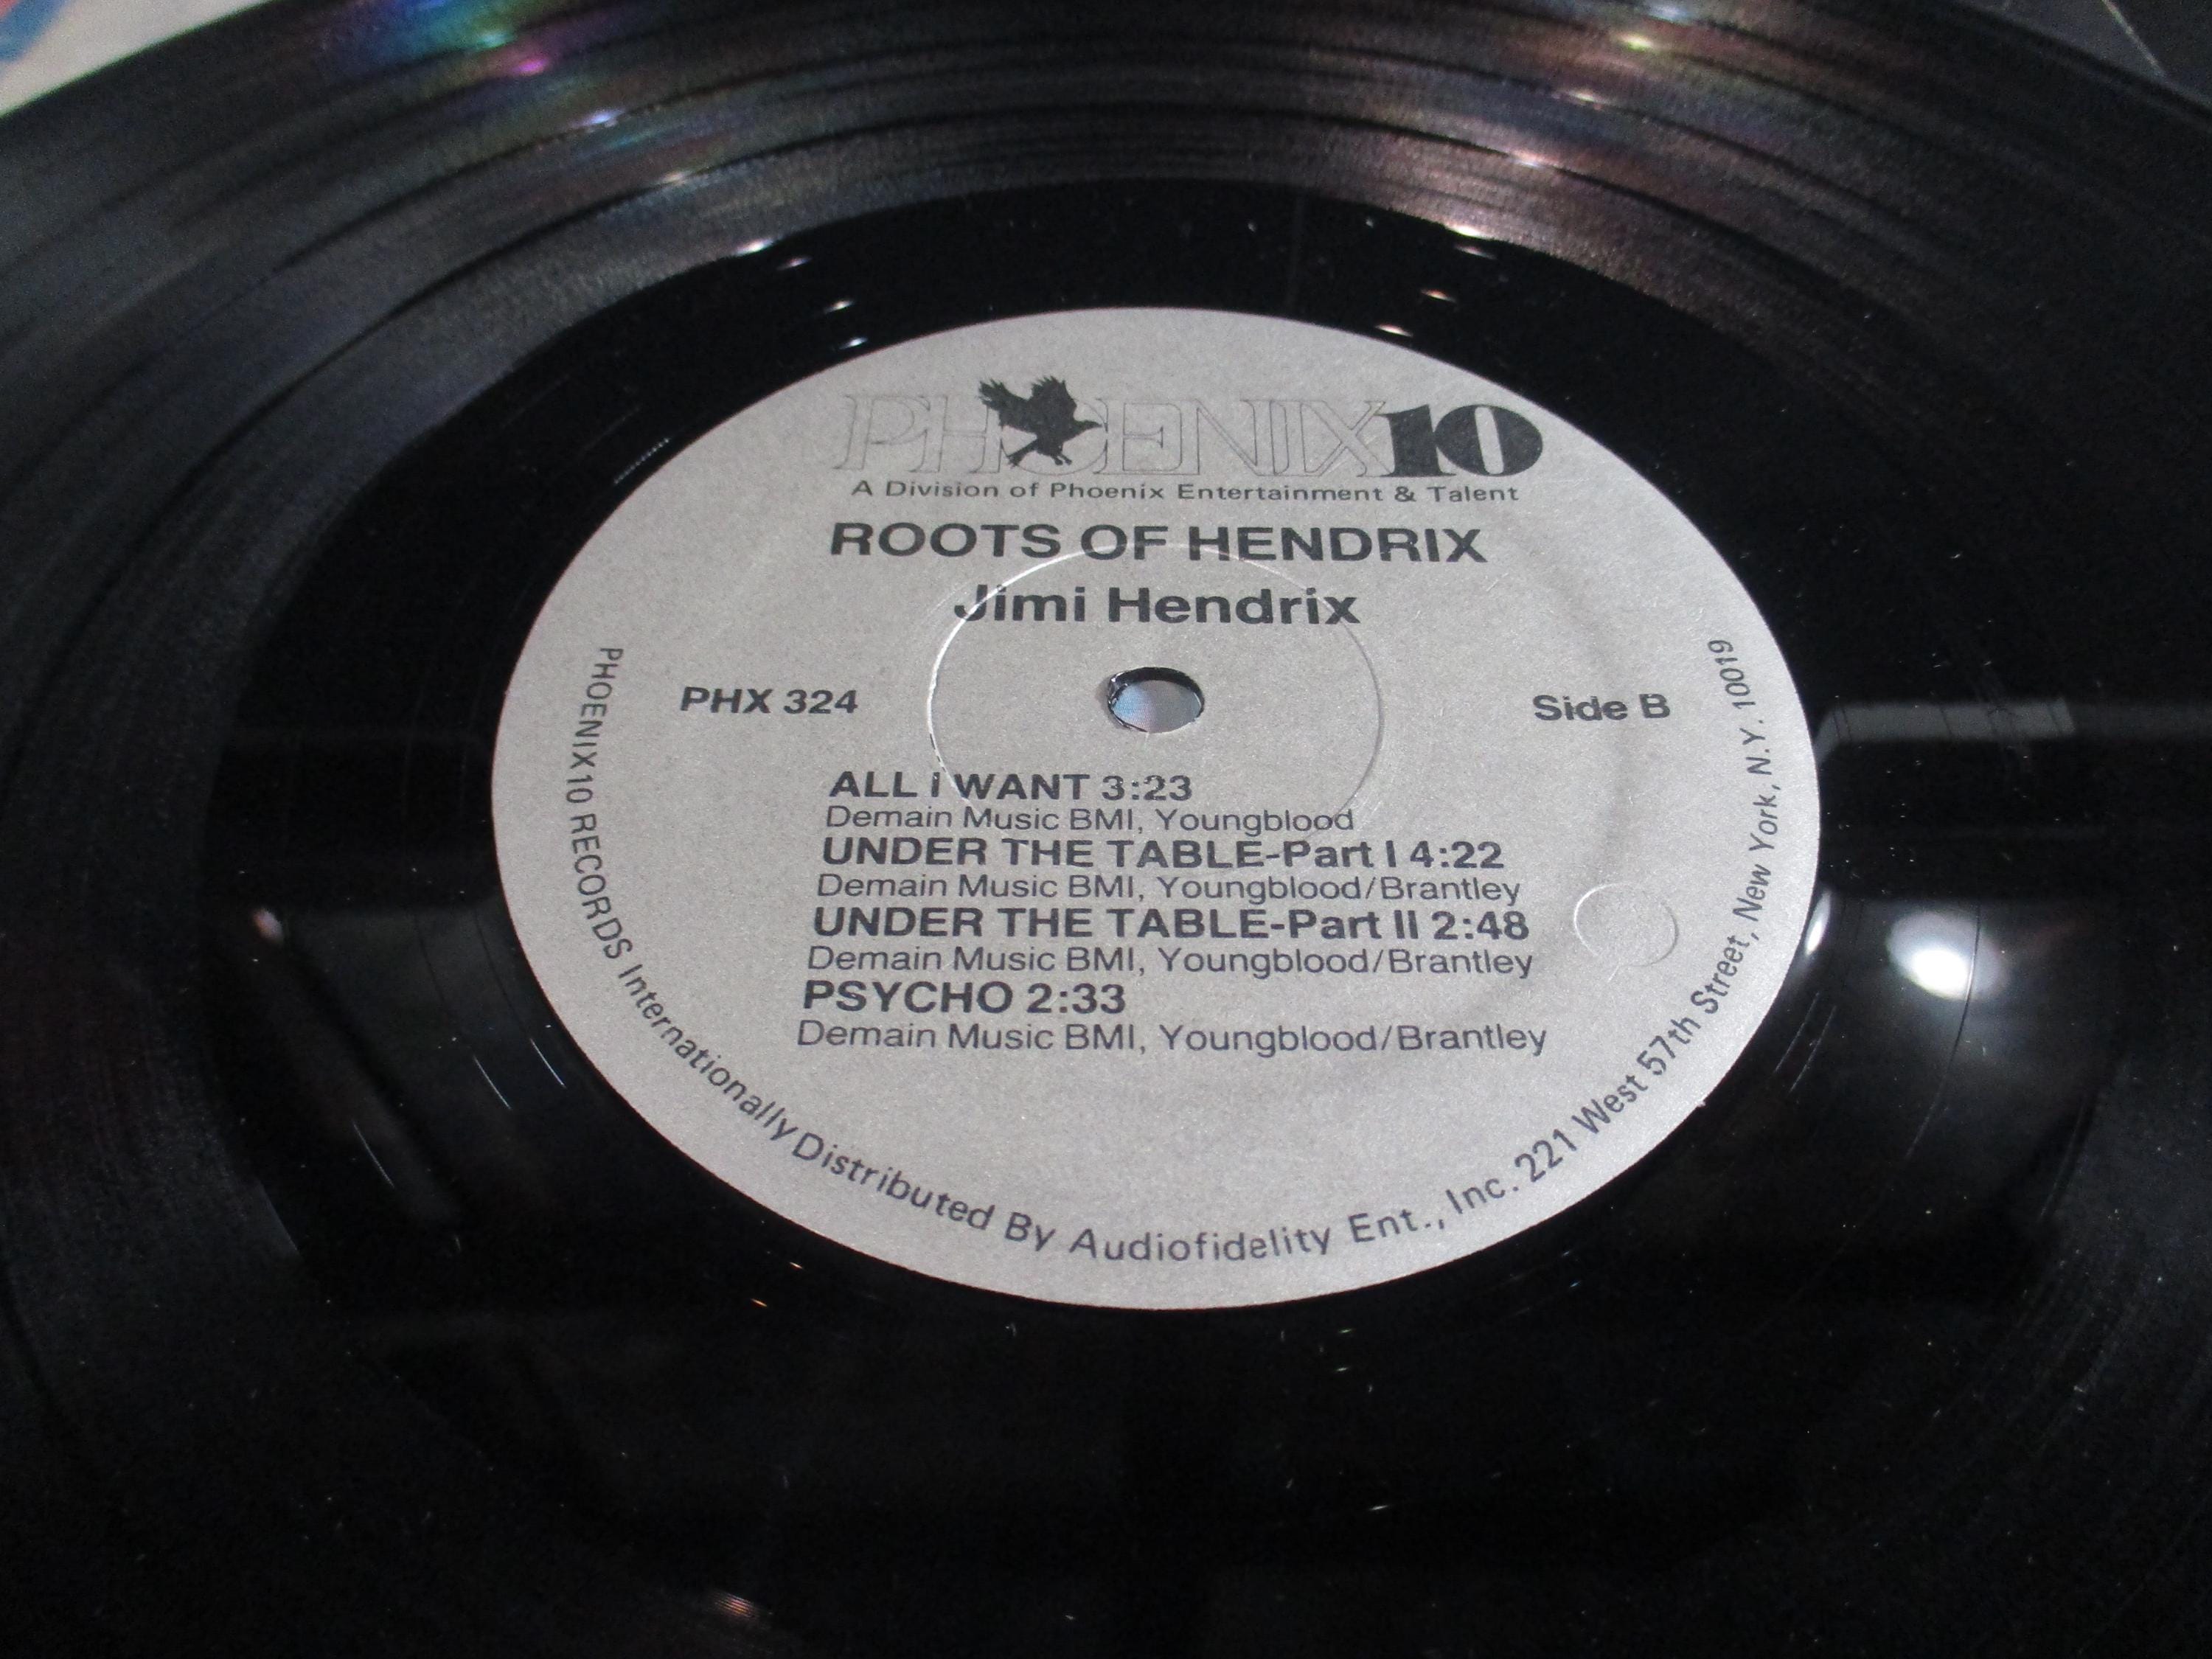 PHOENIX10
A Division of Phoenix Entertainment & Talent
ROOTS OF HENDRIX
Jimi Hendrix
PHX 324
Side B
ALL I WANT 3:23
Demain Music BMI, Youngblood
UNDER THE TABLE-Part I 4:22
Demain Music BMI, Youngblood/Brantley
UNDER THE TABLE-Part II 2:48
Demain Music BMI, Youngblood/Brantley
PSYCHO 2:33
Demain Music BMI, Youngblood/Brantley
PHOENIX10 RECORDS Internationally Distributed By Audiofidelity Ent., Inc. 221 West 57th Street, New York, N.Y. 10019